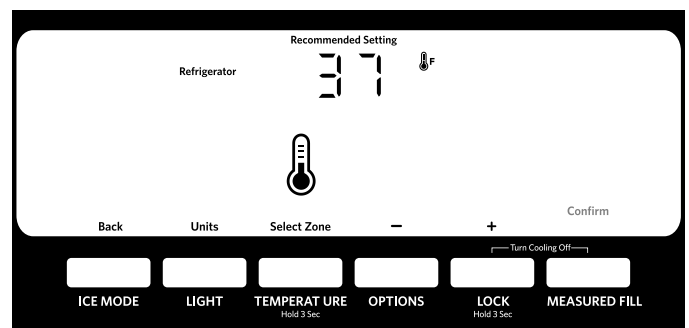 Recommended Setting
Refrigerator 37 F
Back Units Select Zone − + Confirm
Turn Cooling Off
ICE MODE LIGHT TEMPERAT URE OPTIONS LOCK MEASURED FILL
Hold 3 Sec Hold 3 Sec